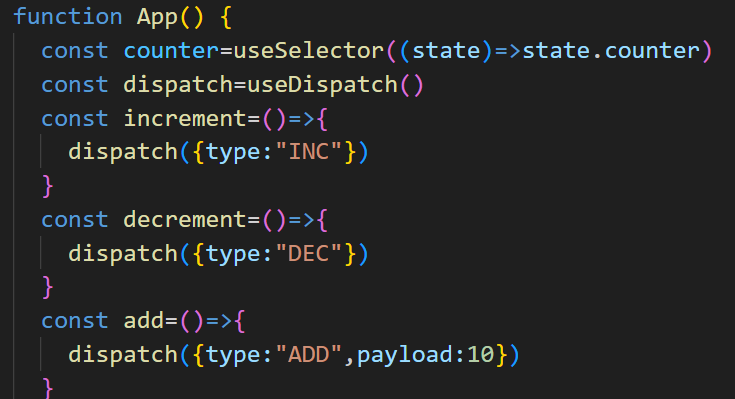 function App() {
  const counter=useSelector((state)=>state.counter)
  const dispatch=useDispatch()
  const increment=()=>{
    dispatch({type:"INC"})
  }
  const decrement=()=>{
    dispatch({type:"DEC"})
  }
  const add=()=>{
    dispatch({type:"ADD",payload:10})
  }